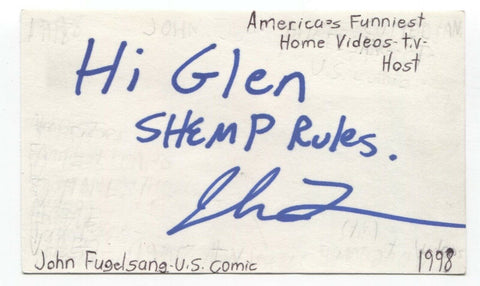 America's Funniest
Home Videos-t.v-
Host
Hi Glen
SHEMP Rules.
John Fugelsang-U.S. Comic
1998